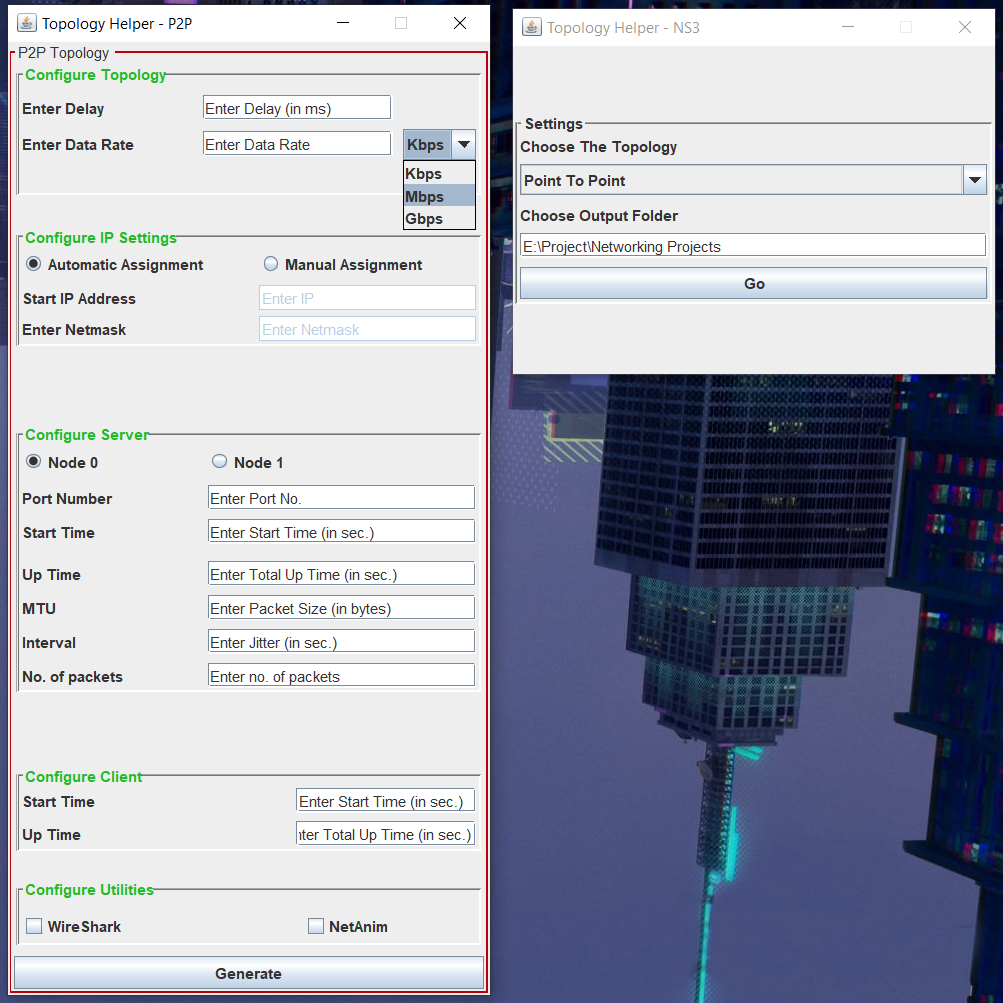 Topology Helper - P2P
P2P Topology
Configure Topology
Enter Delay
Enter Delay (in ms)
Enter Data Rate
Enter Data Rate
Kbps
Kbps
Mbps
Gbps
Configure IP Settings
Automatic Assignment
Manual Assignment
Start IP Address
Enter IP
Enter Netmask
Enter Netmask
Configure Server
Node 0
Node 1
Port Number
Enter Port No.
Start Time
Enter Start Time (in sec.)
Up Time
Enter Total Up Time (in sec.)
MTU
Enter Packet Size (in bytes)
Interval
Enter Jitter (in sec.)
No. of packets
Enter no. of packets
Configure Client
Start Time
Enter Start Time (in sec.)
Up Time
nter Total Up Time (in sec.)
Configure Utilities
WireShark
NetAnim
Generate
Topology Helper - NS3
Settings
Choose The Topology
Point To Point
Choose Output Folder
E:\Project\Networking Projects
Go